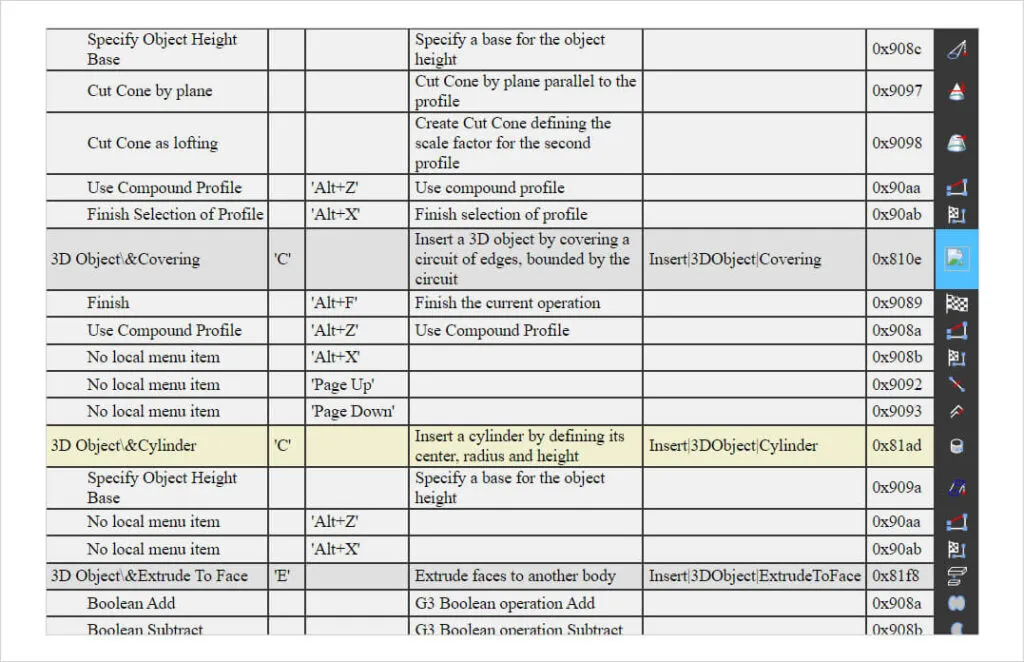 Specify Object Height Base Specify a base for the object height 0x908c
Cut Cone by plane Cut Cone by plane parallel to the profile 0x9097
Cut Cone as lofting Create Cut Cone defining the scale factor for the second profile 0x9098
Use Compound Profile 'Alt+Z' Use compound profile 0x90aa
Finish Selection of Profile 'Alt+X' Finish selection of profile 0x90ab
3D Object\&Covering 'C' Insert a 3D object by covering a circuit of edges, bounded by the circuit Insert|3DObject|Covering 0x810e
Finish 'Alt+F' Finish the current operation 0x9089
Use Compound Profile 'Alt+Z' Use Compound Profile 0x908a
No local menu item 'Alt+X' 0x908b
No local menu item 'Page Up' 0x9092
No local menu item 'Page Down' 0x9093
3D Object\&Cylinder 'C' Insert a cylinder by defining its center, radius and height Insert|3DObject|Cylinder 0x81ad
Specify Object Height Base Specify a base for the object height 0x909a
No local menu item 'Alt+Z' 0x90aa
No local menu item 'Alt+X' 0x90ab
3D Object\&Extrude To Face 'E' Extrude faces to another body Insert|3DObject|ExtrudeToFace 0x81f8
Boolean Add G3 Boolean operation Add 0x908a
Boolean Subtract G3 Boolean operation Subtract 0x908b